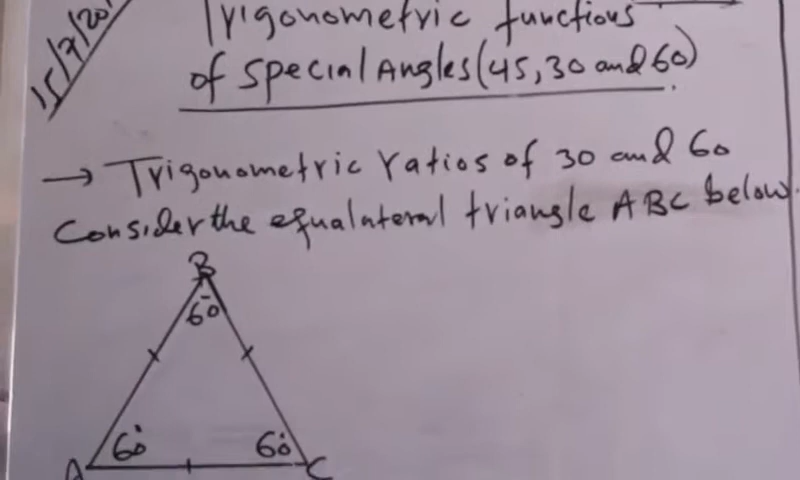 15/7/20
Trigonometric functions
of Special Angles (45, 30 and 60)
→ Trigonometric ratios of 30 and 60
Consider the equalateral triangle ABC below.
B
60°
60° 60°
A C